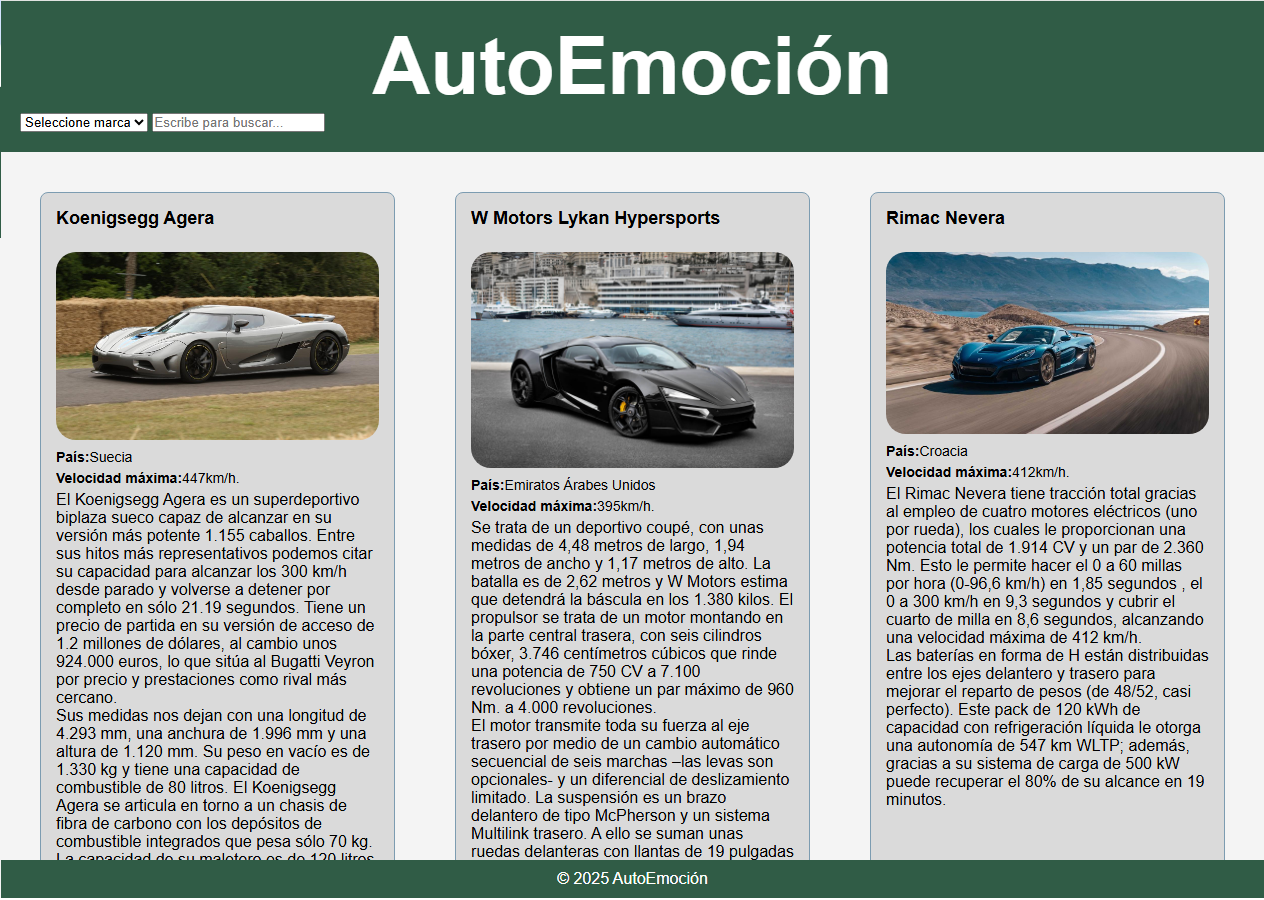 AutoEmoción
Seleccione marca
Escribe para buscar...
Koenigsegg Agera
País:Suecia
Velocidad máxima:447km/h.
El Koenigsegg Agera es un superdeportivo
biplaza sueco capaz de alcanzar en su
versión más potente 1.155 caballos. Entre
sus hitos más representativos podemos citar
su capacidad para alcanzar los 300 km/h
desde parado y volverse a detener por
completo en sólo 21.19 segundos. Tiene un
precio de partida en su versión de acceso de
1.2 millones de dólares, al cambio unos
924.000 euros, lo que sitúa al Bugatti Veyron
por precio y prestaciones como rival más
cercano.
Sus medidas nos dejan con una longitud de
4.293 mm, una anchura de 1.996 mm y una
altura de 1.120 mm. Su peso en vacío es de
1.330 kg y tiene una capacidad de
combustible de 80 litros. El Koenigsegg
Agera se articula en torno a un chasis de
fibra de carbono con los depósitos de
combustible integrados que pesa sólo 70 kg.
La capacidad de su maletero es de 120 litros
W Motors Lykan Hypersports
País:Emiratos Árabes Unidos
Velocidad máxima:395km/h.
Se trata de un deportivo coupé, con unas
medidas de 4,48 metros de largo, 1,94
metros de ancho y 1,17 metros de alto. La
batalla es de 2,62 metros y W Motors estima
que detendrá la báscula en los 1.380 kilos. El
propulsor se trata de un motor montando en
la parte central trasera, con seis cilindros
bóxer, 3.746 centímetros cúbicos que rinde
una potencia de 750 CV a 7.100
revoluciones y obtiene un par máximo de 960
Nm. a 4.000 revoluciones.
El motor transmite toda su fuerza al eje
trasero por medio de un cambio automático
secuencial de seis marchas –las levas son
opcionales- y un diferencial de deslizamiento
limitado. La suspensión es un brazo
delantero de tipo McPherson y un sistema
Multilink trasero. A ello se suman unas
ruedas delanteras con llantas de 19 pulgadas
Rimac Nevera
País:Croacia
Velocidad máxima:412km/h.
El Rimac Nevera tiene tracción total gracias
al empleo de cuatro motores eléctricos (uno
por rueda), los cuales le proporcionan una
potencia total de 1.914 CV y un par de 2.360
Nm. Esto le permite hacer el 0 a 60 millas
por hora (0-96,6 km/h) en 1,85 segundos , el
0 a 300 km/h en 9,3 segundos y cubrir el
cuarto de milla en 8,6 segundos, alcanzando
una velocidad máxima de 412 km/h.
Las baterías en forma de H están distribuidas
entre los ejes delantero y trasero para
mejorar el reparto de pesos (de 48/52, casi
perfecto). Este pack de 120 kWh de
capacidad con refrigeración líquida le otorga
una autonomía de 547 km WLTP; además,
gracias a su sistema de carga de 500 kW
puede recuperar el 80% de su alcance en 19
minutos.
© 2025 AutoEmoción